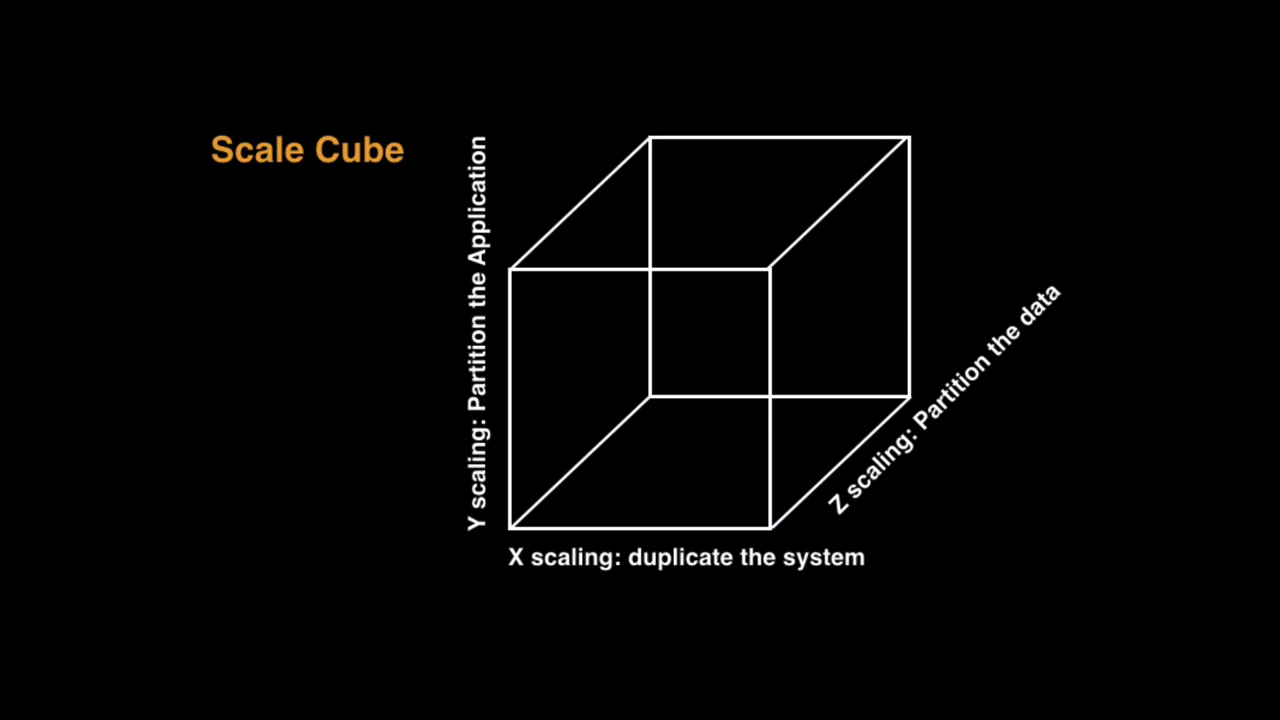 Scale Cube
Y scaling: Partition the Application
Z scaling: Partition the data
X scaling: duplicate the system